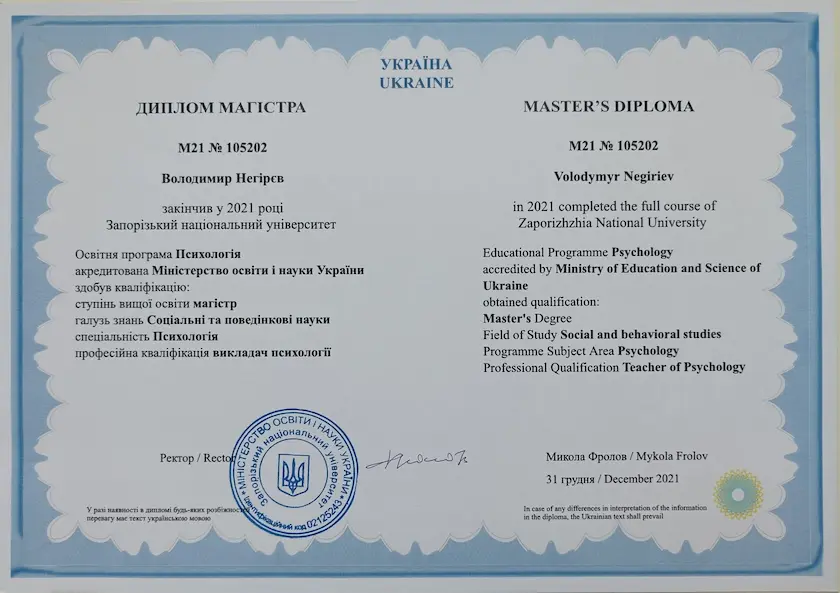 УКРАЇНА
UKRAINE
ДИПЛОМ МАГІСТРА
М21 № 105202
Володимир Негірєв
закінчив у 2021 році
Запорізький національний університет
Освітня програма Психологія
акредитована Міністерство освіти і науки України
здобув кваліфікацію:
ступінь вищої освіти магістр
галузь знань Соціальні та поведінкові науки
спеціальність Психологія
професійна кваліфікація викладач психології
MASTER'S DIPLOMA
M21 № 105202
Volodymyr Negiriev
in 2021 completed the full course of
Zaporizhzhia National University
Educational Programme Psychology
accredited by Ministry of Education and Science of
Ukraine
obtained qualification:
Master's Degree
Field of Study Social and behavioral studies
Programme Subject Area Psychology
Professional Qualification Teacher of Psychology
Ректор / Rector
МІНІСТЕРСТВО ОСВІТИ І НАУКИ УКРАЇНИ
Запорізький національний університет
Ідентифікаційний код 02125243
Микола Фролов / Mykola Frolov
31 грудня / December 2021
У разі наявності в дипломі будь-яких розбіжностей
перевагу має текст українською мовою
In case of any differences in interpretation of the information
in the diploma, the Ukrainian text shall prevail